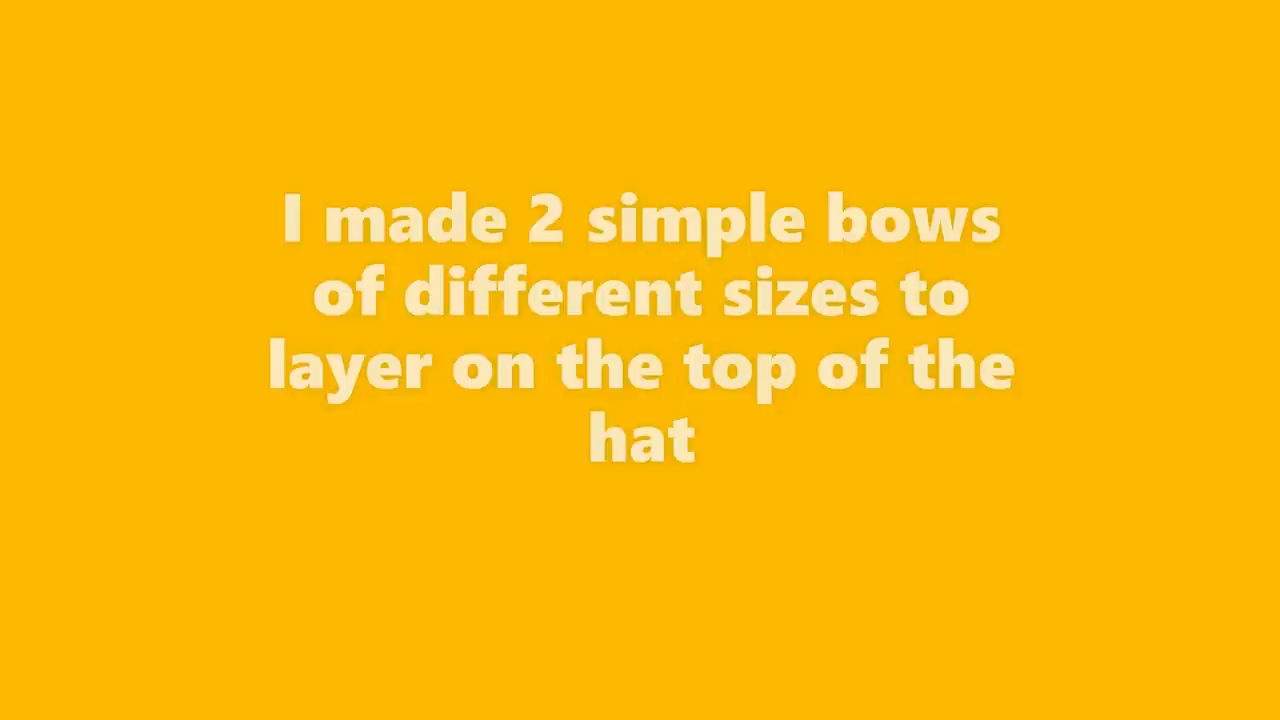 I made 2 simple bows
of different sizes to
layer on the top of the
hat